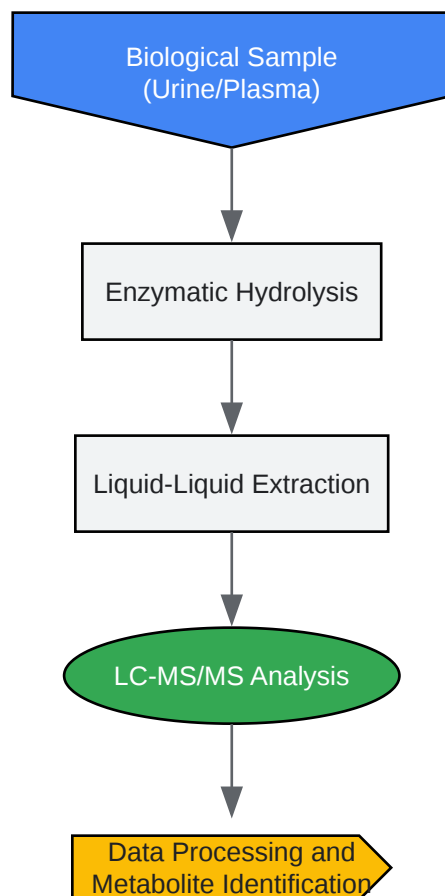 Biological Sample
(Urine/Plasma)
Enzymatic Hydrolysis
Liquid-Liquid Extraction
LC-MS/MS Analysis
Data Processing and
Metabolite Identification